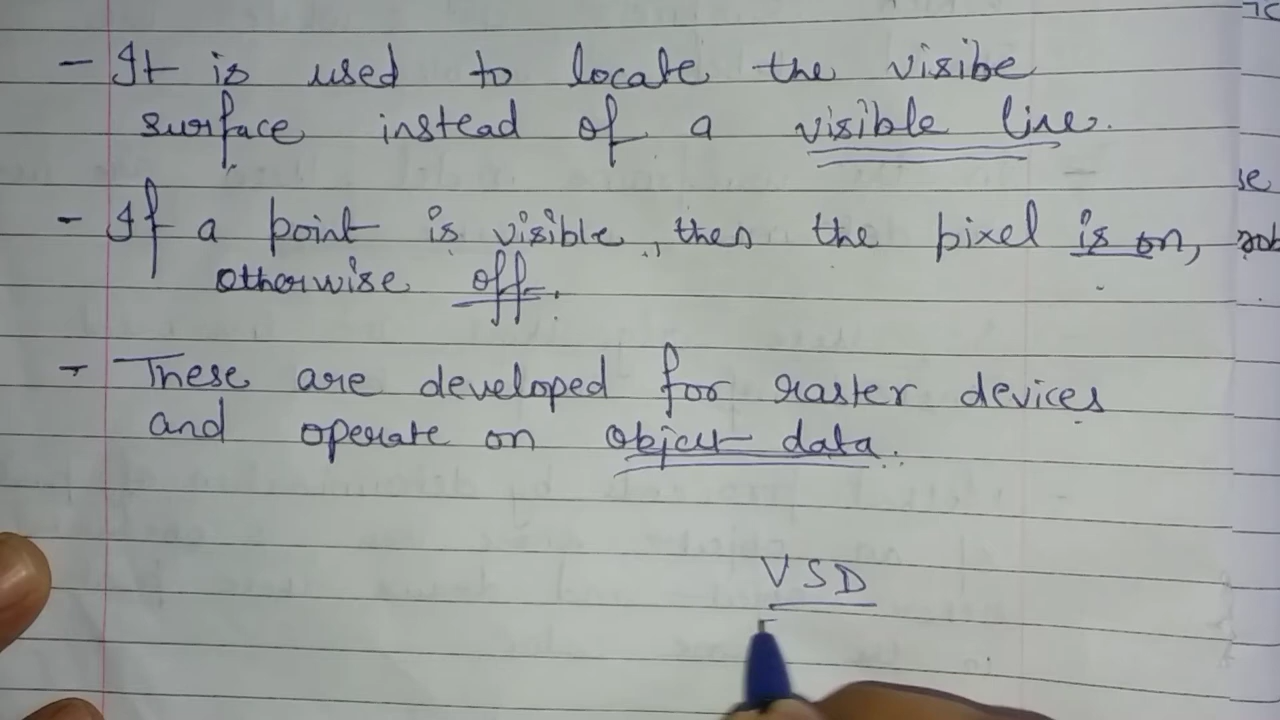 - It is used to locate the visibe
surface instead of a visible line.
- If a point is visible, then the pixel is on,
otherwise off.
- These are developed for raster devices
and operate on object data.
VSD
se